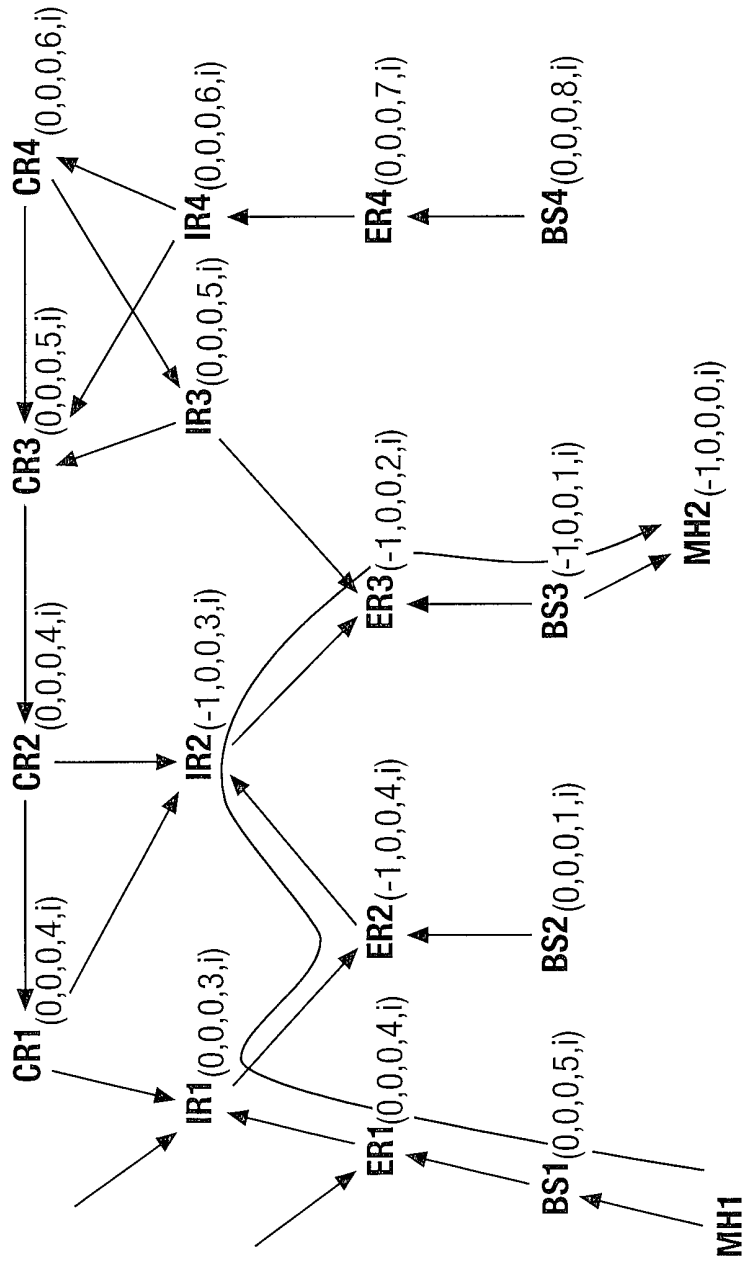 CR1(0,0,0,4,i)
CR2(0,0,0,4,i)
CR3(0,0,0,5,i)
CR4(0,0,0,6,i)
IR1(0,0,0,3,i)
IR2(-1,0,0,3,i)
IR3(0,0,0,5,i)
IR4(0,0,0,6,i)
ER1(0,0,0,4,i)
ER2(-1,0,0,4,i)
ER3(-1,0,0,2,i)
ER4(0,0,0,7,i)
BS1(0,0,0,5,i)
BS2(0,0,0,1,i)
BS3(-1,0,0,1,i)
BS4(0,0,0,8,i)
MH1
MH2(-1,0,0,0,i)